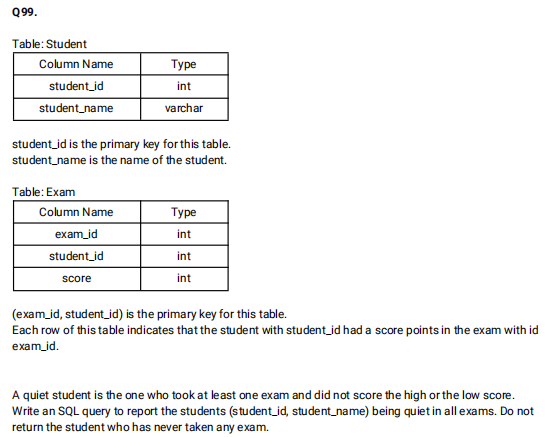 Q99.
Table: Student
Column Name Type
student_id int
student_name varchar
student_id is the primary key for this table.
student_name is the name of the student.
Table: Exam
Column Name Type
exam_id int
student_id int
score int
(exam_id, student_id) is the primary key for this table.
Each row of this table indicates that the student with student_id had a score points in the exam with id
exam_id.
A quiet student is the one who took at least one exam and did not score the high or the low score.
Write an SQL query to report the students (student_id, student_name) being quiet in all exams. Do not
return the student who has never taken any exam.